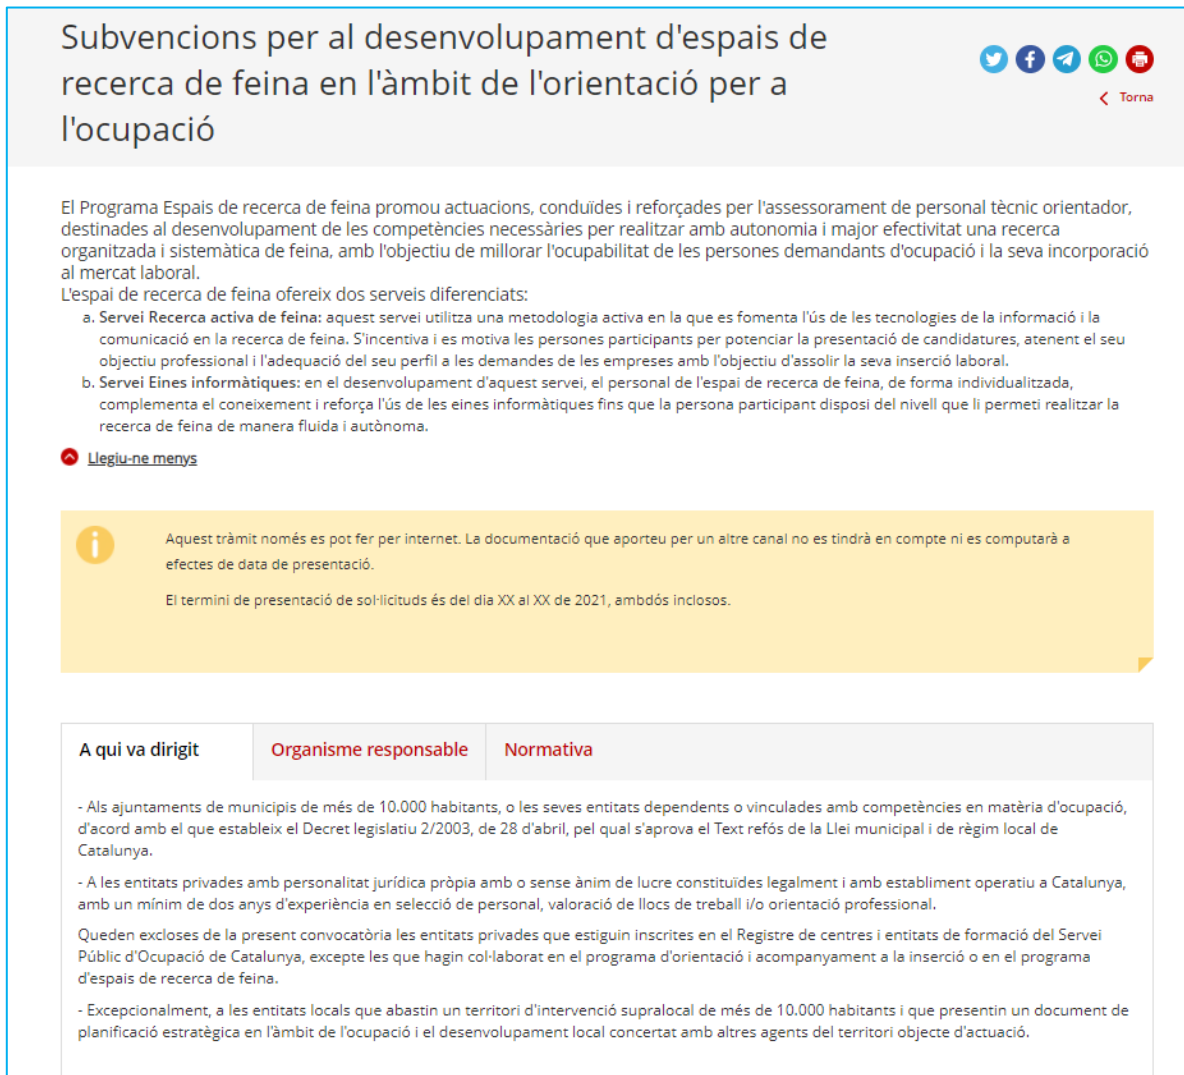 Subvencions per al desenvolupament d'espais de
recerca de feina en l'àmbit de l'orientació per a
l'ocupació
Torna
El Programa Espais de recerca de feina promou actuacions, conduïdes i reforçades per l'assessorament de personal tècnic orientador,
destinades al desenvolupament de les competències necessàries per realitzar amb autonomia i major efectivitat una recerca
organitzada i sistemàtica de feina, amb l'objectiu de millorar l'ocupabilitat de les persones demandants d'ocupació i la seva incorporació
al mercat laboral.
L'espai de recerca de feina ofereix dos serveis diferenciats:
a. Servei Recerca activa de feina: aquest servei utilitza una metodologia activa en la que es fomenta l'ús de les tecnologies de la informació i la
comunicació en la recerca de feina. S'incentiva i es motiva les persones participants per potenciar la presentació de candidatures, atenent el seu
objectiu professional i l'adequació del seu perfil a les demandes de les empreses amb l'objectiu d'assolir la seva inserció laboral.
b. Servei Eines informàtiques: en el desenvolupament d'aquest servei, el personal de l'espai de recerca de feina, de forma individualitzada,
complementa el coneixement i reforça l'ús de les eines informàtiques fins que la persona participant disposi del nivell que li permeti realitzar la
recerca de feina de manera fluida i autònoma.
Llegiu-ne menys
Aquest tràmit només es pot fer per internet. La documentació que aporteu per un altre canal no es tindrà en compte ni es computarà a
efectes de data de presentació.
El termini de presentació de sol·licituds és del dia XX al XX de 2021, ambdós inclosos.
A qui va dirigit
Organisme responsable
Normativa
- Als ajuntaments de municipis de més de 10.000 habitants, o les seves entitats dependents o vinculades amb competències en matèria d'ocupació,
d'acord amb el que estableix el Decret legislatiu 2/2003, de 28 d'abril, pel qual s'aprova el Text refós de la Llei municipal i de règim local de
Catalunya.
- A les entitats privades amb personalitat jurídica pròpia amb o sense ànim de lucre constituïdes legalment i amb establiment operatiu a Catalunya,
amb un mínim de dos anys d'experiència en selecció de personal, valoració de llocs de treball i/o orientació professional.
Queden excloses de la present convocatòria les entitats privades que estiguin inscrites en el Registre de centres i entitats de formació del Servei
Públic d'Ocupació de Catalunya, excepte les que hagin col·laborat en el programa d'orientació i acompanyament a la inserció o en el programa
d'espais de recerca de feina.
- Excepcionalment, a les entitats locals que abastin un territori d'intervenció supralocal de més de 10.000 habitants i que presentin un document de
planificació estratègica en l'àmbit de l'ocupació i el desenvolupament local concertat amb altres agents del territori objecte d'actuació.